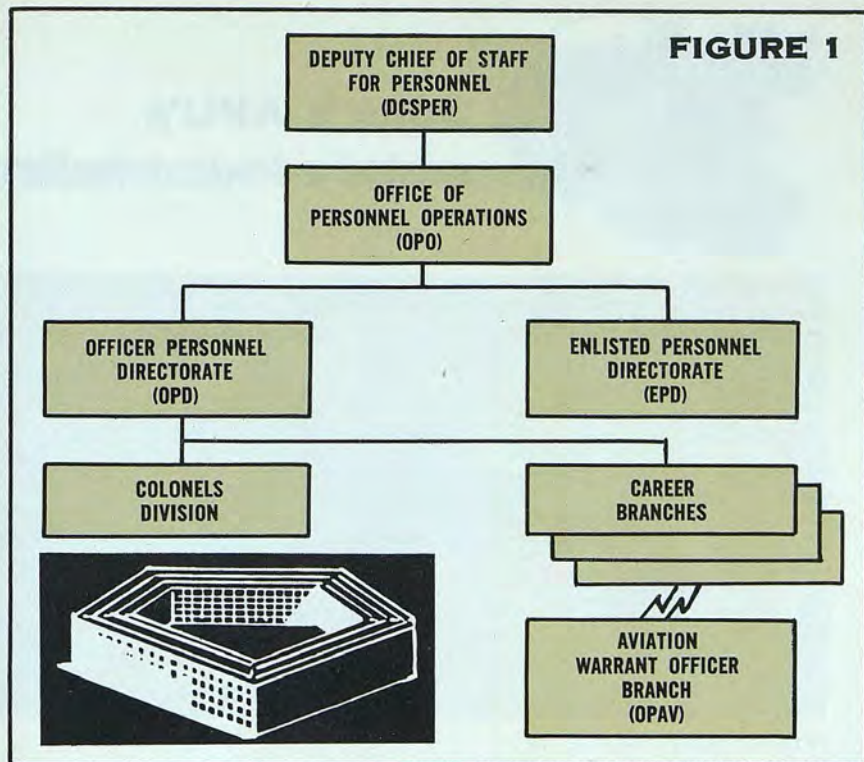 FIGURE 1
DEPUTY CHIEF OF STAFF
FOR PERSONNEL
(DCSPER)
OFFICE OF
PERSONNEL OPERATIONS
(OPO)
OFFICER PERSONNEL
DIRECTORATE
(OPD)
ENLISTED PERSONNEL
DIRECTORATE
(EPD)
COLONELS
DIVISION
CAREER
BRANCHES
AVIATION
WARRANT OFFICER
BRANCH
(OPAV)